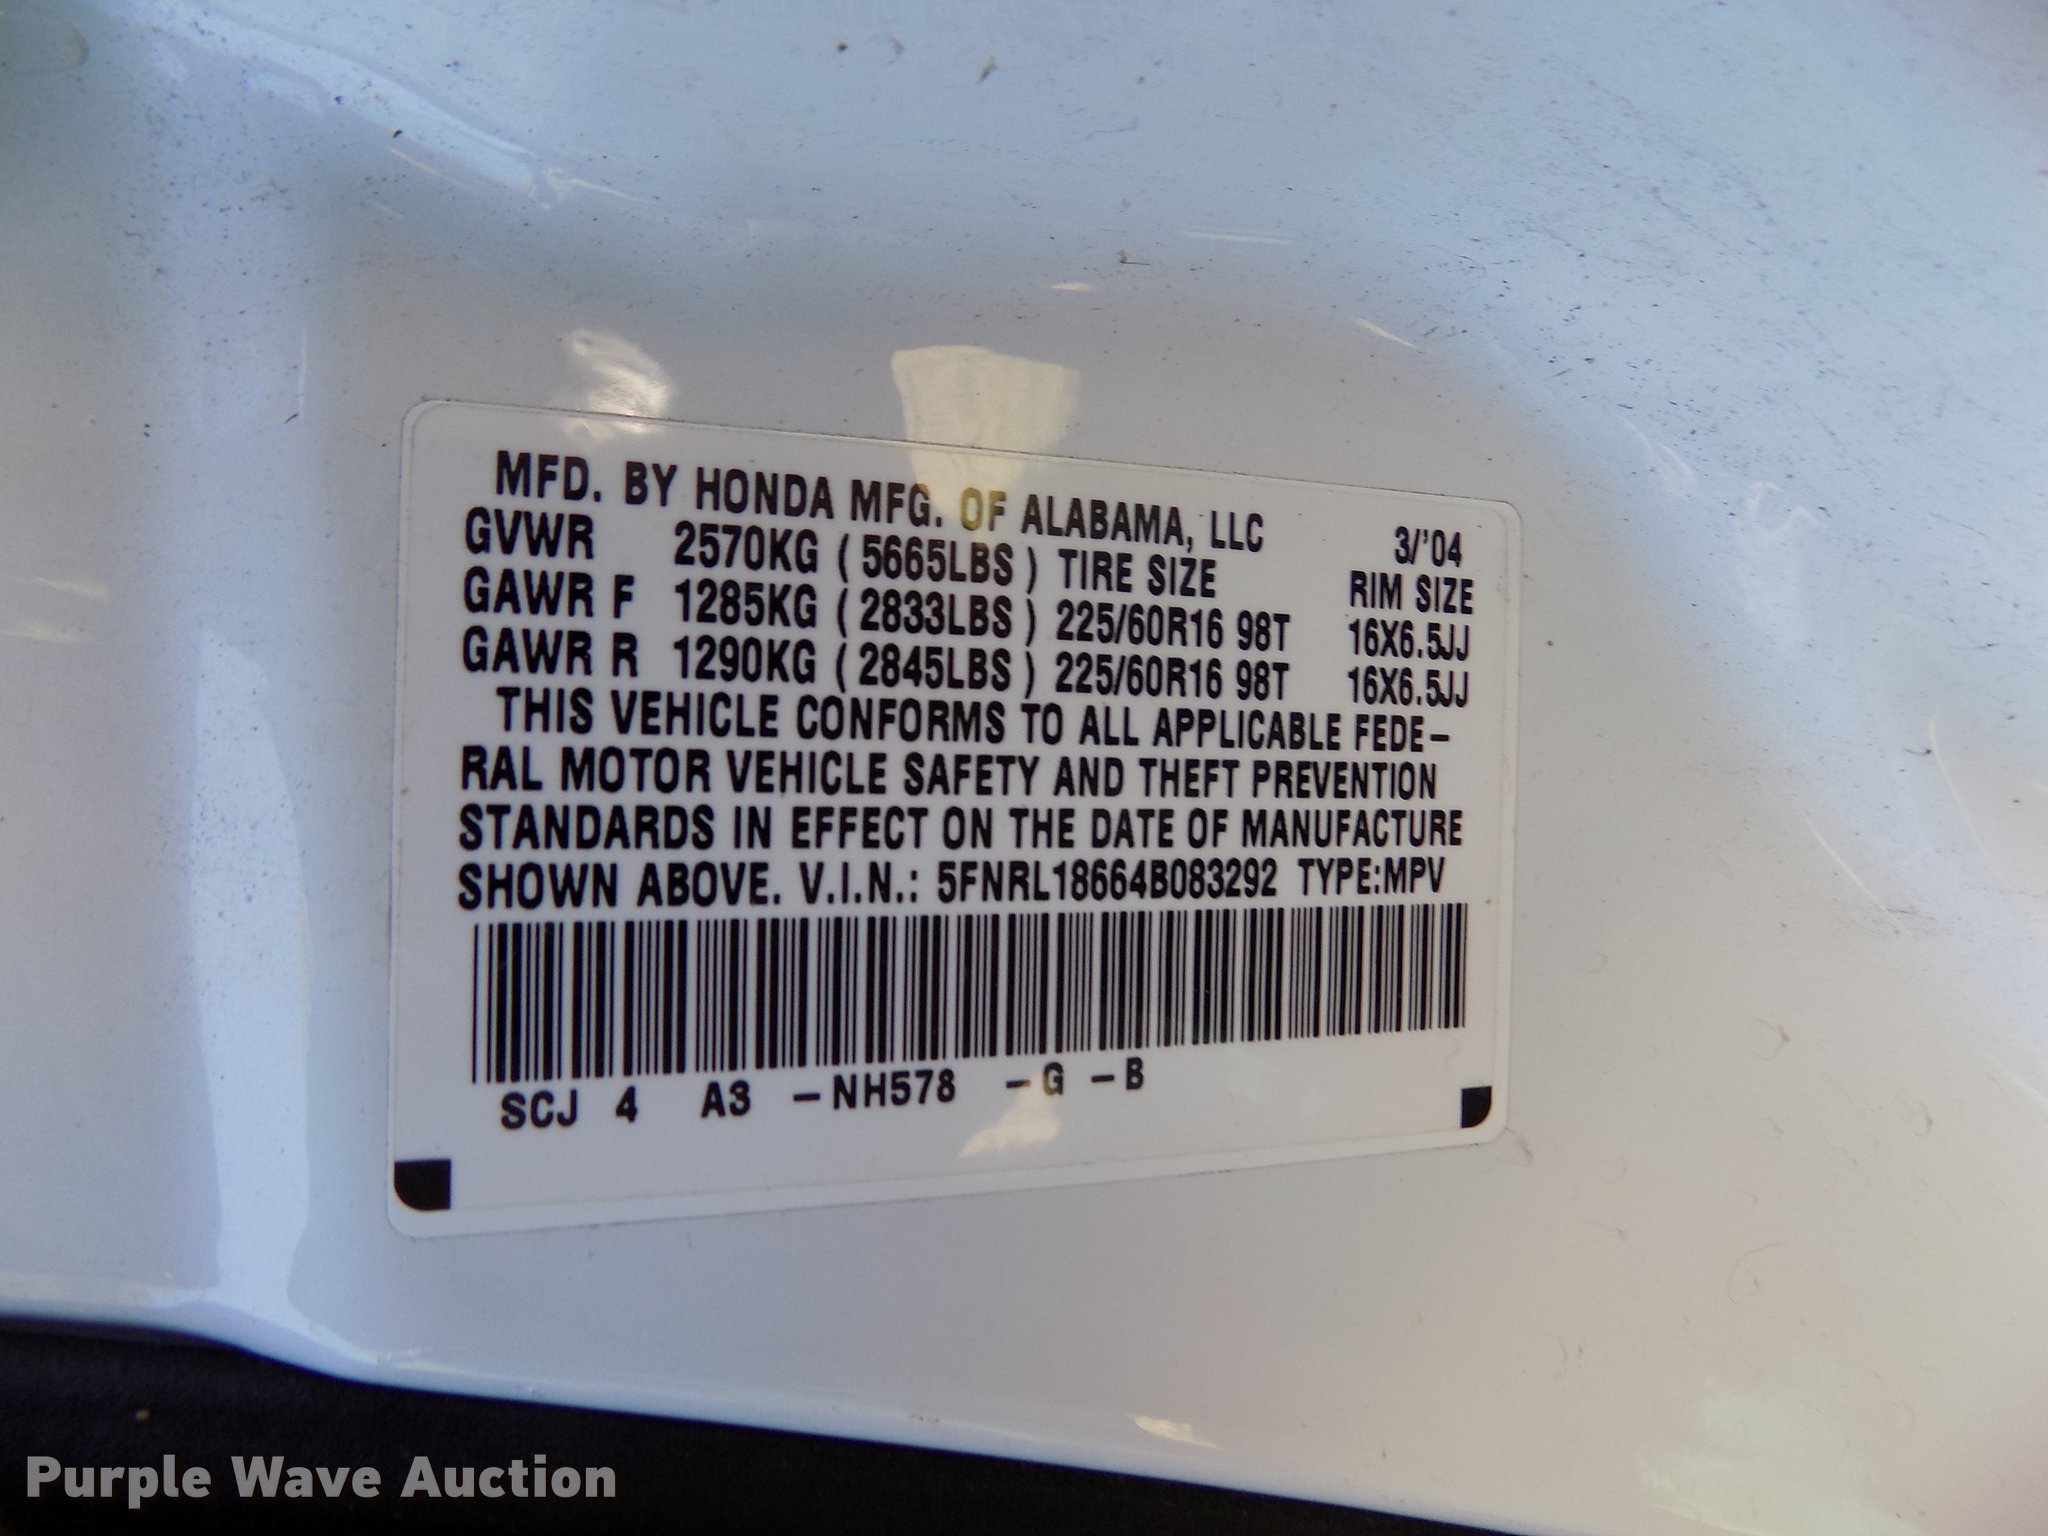 MFD. BY HONDA MFG. OF ALABAMA, LLC 3/'04
GVWR 2570KG ( 5665LBS ) TIRE SIZE RIM SIZE
GAWR F 1285KG ( 2833LBS ) 225/60R16 98T 16X6.5JJ
GAWR R 1290KG ( 2845LBS ) 225/60R16 98T 16X6.5JJ
THIS VEHICLE CONFORMS TO ALL APPLICABLE FEDE-
RAL MOTOR VEHICLE SAFETY AND THEFT PREVENTION
STANDARDS IN EFFECT ON THE DATE OF MANUFACTURE
SHOWN ABOVE. V.I.N.: 5FNRL18664B083292 TYPE:MPV
SCJ 4 A3 -NH578 -G -B
Purple Wave Auction